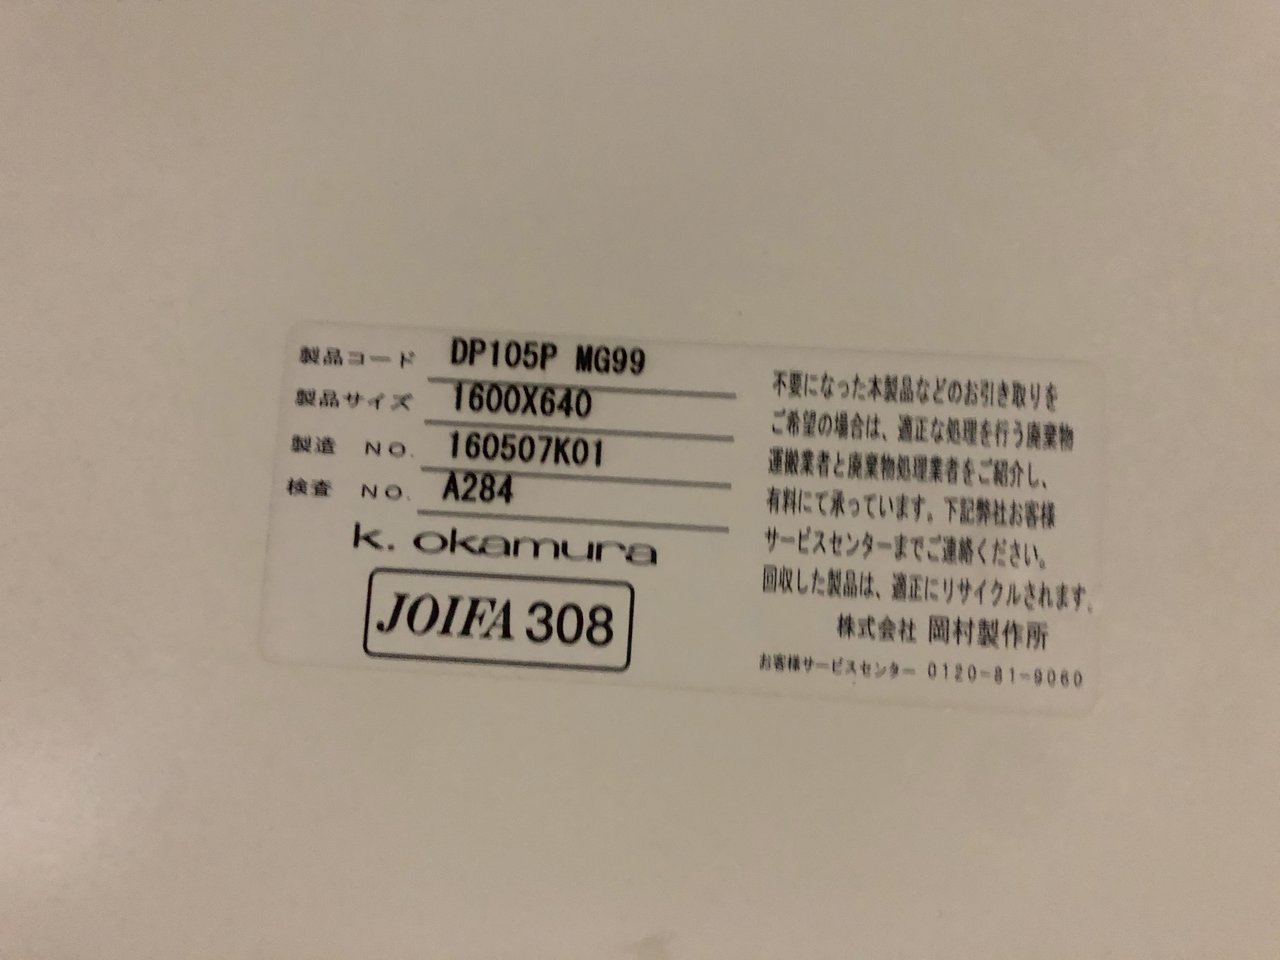 製品コード DP105P MG99
製品サイズ 1600X640
製造 NO. 160507K01
検査 NO. A284
k. okamura
JOIFA 308
不要になった本製品などのお引き取りを
ご希望の場合は、適正な処理を行う廃棄物
運搬業者と廃棄物処理業者をご紹介し、
有料にて承っています。下記弊社お客様
サービスセンターまでご連絡ください。
回収した製品は、適正にリサイクルされます。
株式会社 岡村製作所
お客様サービスセンター 0120-81-9060